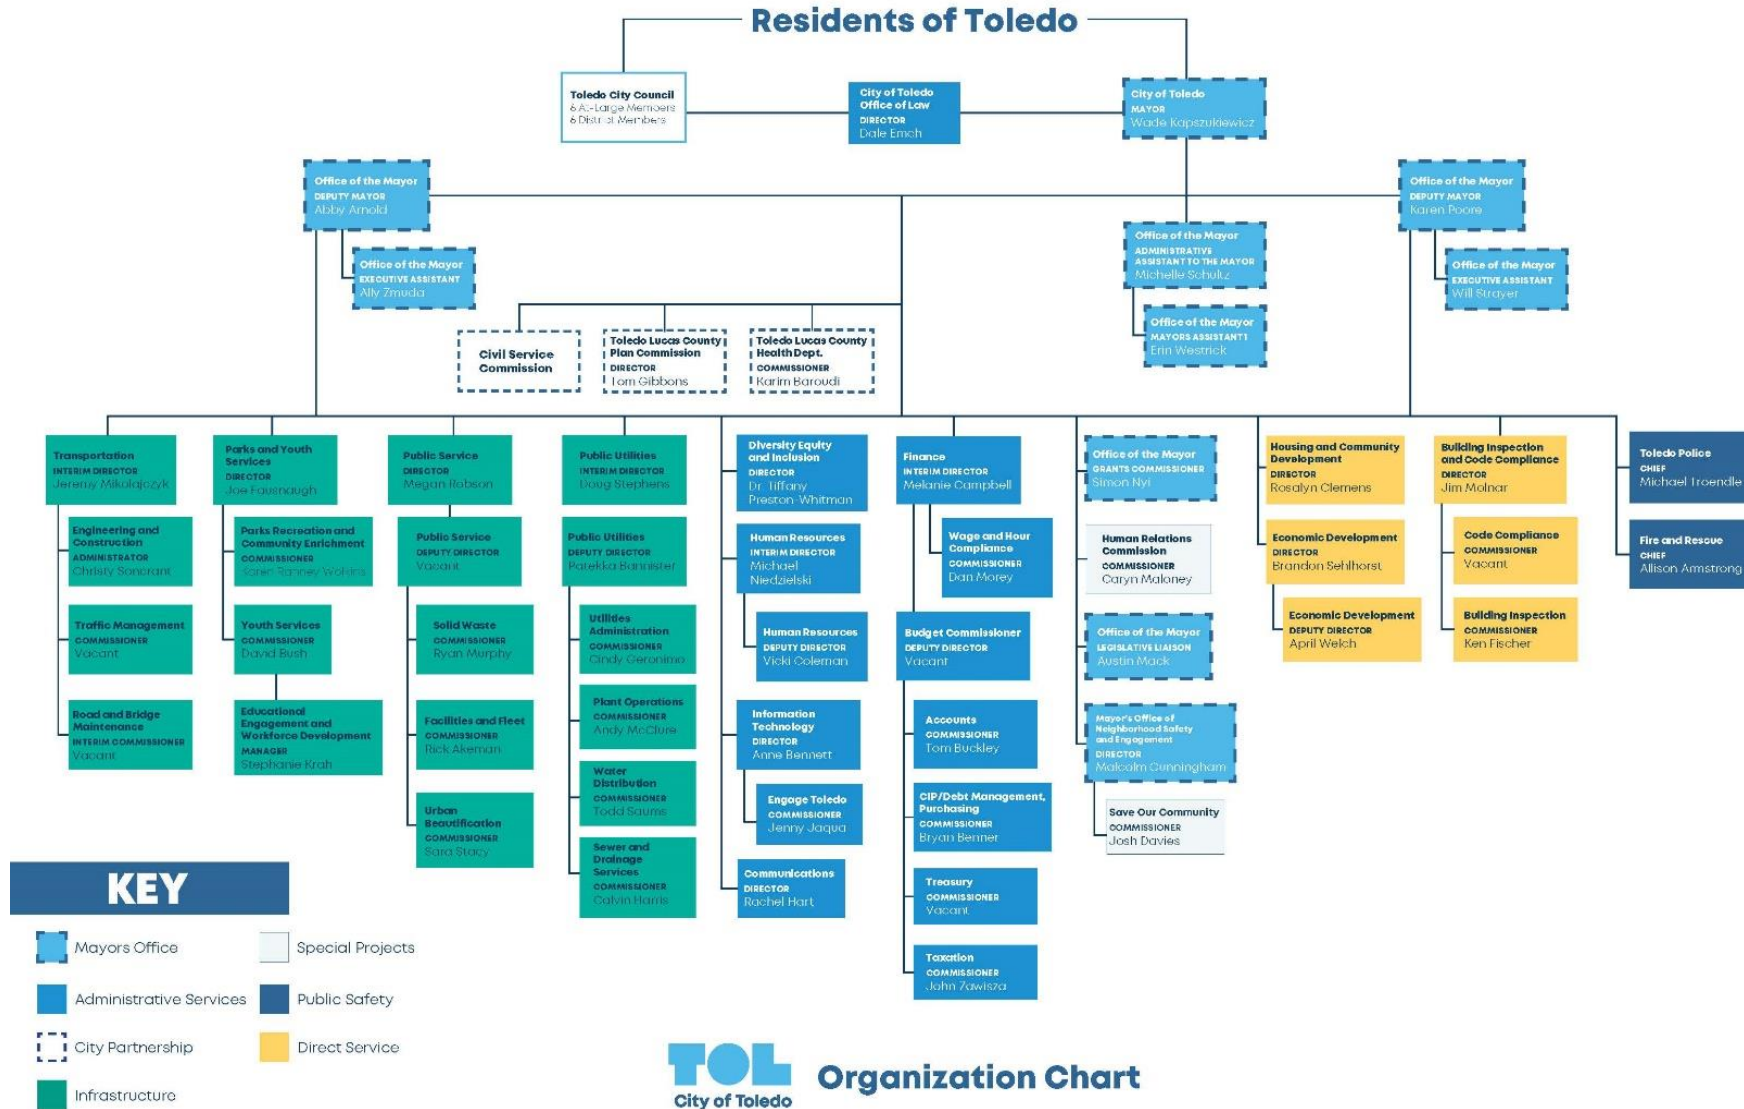 Residents of Toledo
Toledo City Council
6 At-Large Members
6 District Members
City of Toledo
Office of Law
DIRECTOR
Dale Emch
City of Toledo
MAYOR
Wade Kapszukiewicz
Office of the Mayor
DEPUTY MAYOR
Abby Arnold
Office of the Mayor
EXECUTIVE ASSISTANT
Ally Zmuda
Office of the Mayor
ADMINISTRATIVE
ASSISTANT TO THE MAYOR
Michelle Schultz
Office of the Mayor
MAYORS ASSISTANT1
Erin Westrick
Office of the Mayor
DEPUTY MAYOR
Karen Poore
Office of the Mayor
EXECUTIVE ASSISTANT
Will Strayer
Civil Service
Commission
Toledo Lucas County
Plan Commission
DIRECTOR
Tom Gibbons
Toledo Lucas County
Health Dept.
COMMISSIONER
Karim Baroudi
Transportation
INTERIM DIRECTOR
Jeremy Mikolajczyk
Engineering and
Construction
ADMINISTRATOR
Christy Soncrant
Traffic Management
COMMISSIONER
Vacant
Road and Bridge
Maintenance
INTERIM COMMISSIONER
Vacant
Parks and Youth
Services
DIRECTOR
Joe Fausnaugh
Parks Recreation and
Community Enrichment
COMMISSIONER
Karen Ranney Wolkins
Youth Services
COMMISSIONER
David Bush
Educational
Engagement and
Workforce Development
MANAGER
Stephanie Krah
Public Service
DIRECTOR
Megan Robson
Public Service
DEPUTY DIRECTOR
Vacant
Solid Waste
COMMISSIONER
Ryan Murphy
Facilities and Fleet
COMMISSIONER
Rick Akeman
Urban
Beautification
COMMISSIONER
Sara Stacy
Public Utilities
INTERIM DIRECTOR
Doug Stephens
Public Utilities
DEPUTY DIRECTOR
Patekka Bannister
Utilities
Administration
COMMISSIONER
Cindy Geronimo
Plant Operations
COMMISSIONER
Andy McClure
Water
Distribution
COMMISSIONER
Todd Saums
Sewer and
Drainage
Services
COMMISSIONER
Calvin Harris
Diversity Equity
and Inclusion
DIRECTOR
Dr. Tiffany
Preston-Whitman
Human Resources
INTERIM DIRECTOR
Michael
Niedzielski
Human Resources
DEPUTY DIRECTOR
Vicki Coleman
Information
Technology
DIRECTOR
Anne Bennett
Engage Toledo
COMMISSIONER
Jenny Jaqua
Communications
DIRECTOR
Rachel Hart
Finance
INTERIM DIRECTOR
Melanie Campbell
Wage and Hour
Compliance
COMMISSIONER
Dan Morey
Budget Commissioner
DEPUTY DIRECTOR
Vacant
Accounts
COMMISSIONER
Tom Buckley
CIP/Debt Management,
Purchasing
COMMISSIONER
Bryan Benner
Treasury
COMMISSIONER
Vacant
Taxation
COMMISSIONER
John Zawisza
Office of the Mayor
GRANTS COMMISSIONER
Simon Nyi
Human Relations
Commission
COMMISSIONER
Caryn Maloney
Office of the Mayor
LEGISLATIVE LIAISON
Austin Mack
Mayor's Office of
Neighborhood Safety
and Engagement
DIRECTOR
Malcolm Cunningham
Save Our Community
COMMISSIONER
Josh Davies
Housing and Community
Development
DIRECTOR
Rosalyn Clemens
Economic Development
DIRECTOR
Brandon Sehlhorst
Economic Development
DEPUTY DIRECTOR
April Welch
Building Inspection
and Code Compliance
DIRECTOR
Jim Molnar
Code Compliance
COMMISSIONER
Vacant
Building Inspection
COMMISSIONER
Ken Fischer
Toledo Police
CHIEF
Michael Troendle
Fire and Rescue
CHIEF
Allison Armstrong
KEY
Mayors Office
Special Projects
Administrative Services
Public Safety
City Partnership
Direct Service
Infrastructure
TOL
City of Toledo
Organization Chart